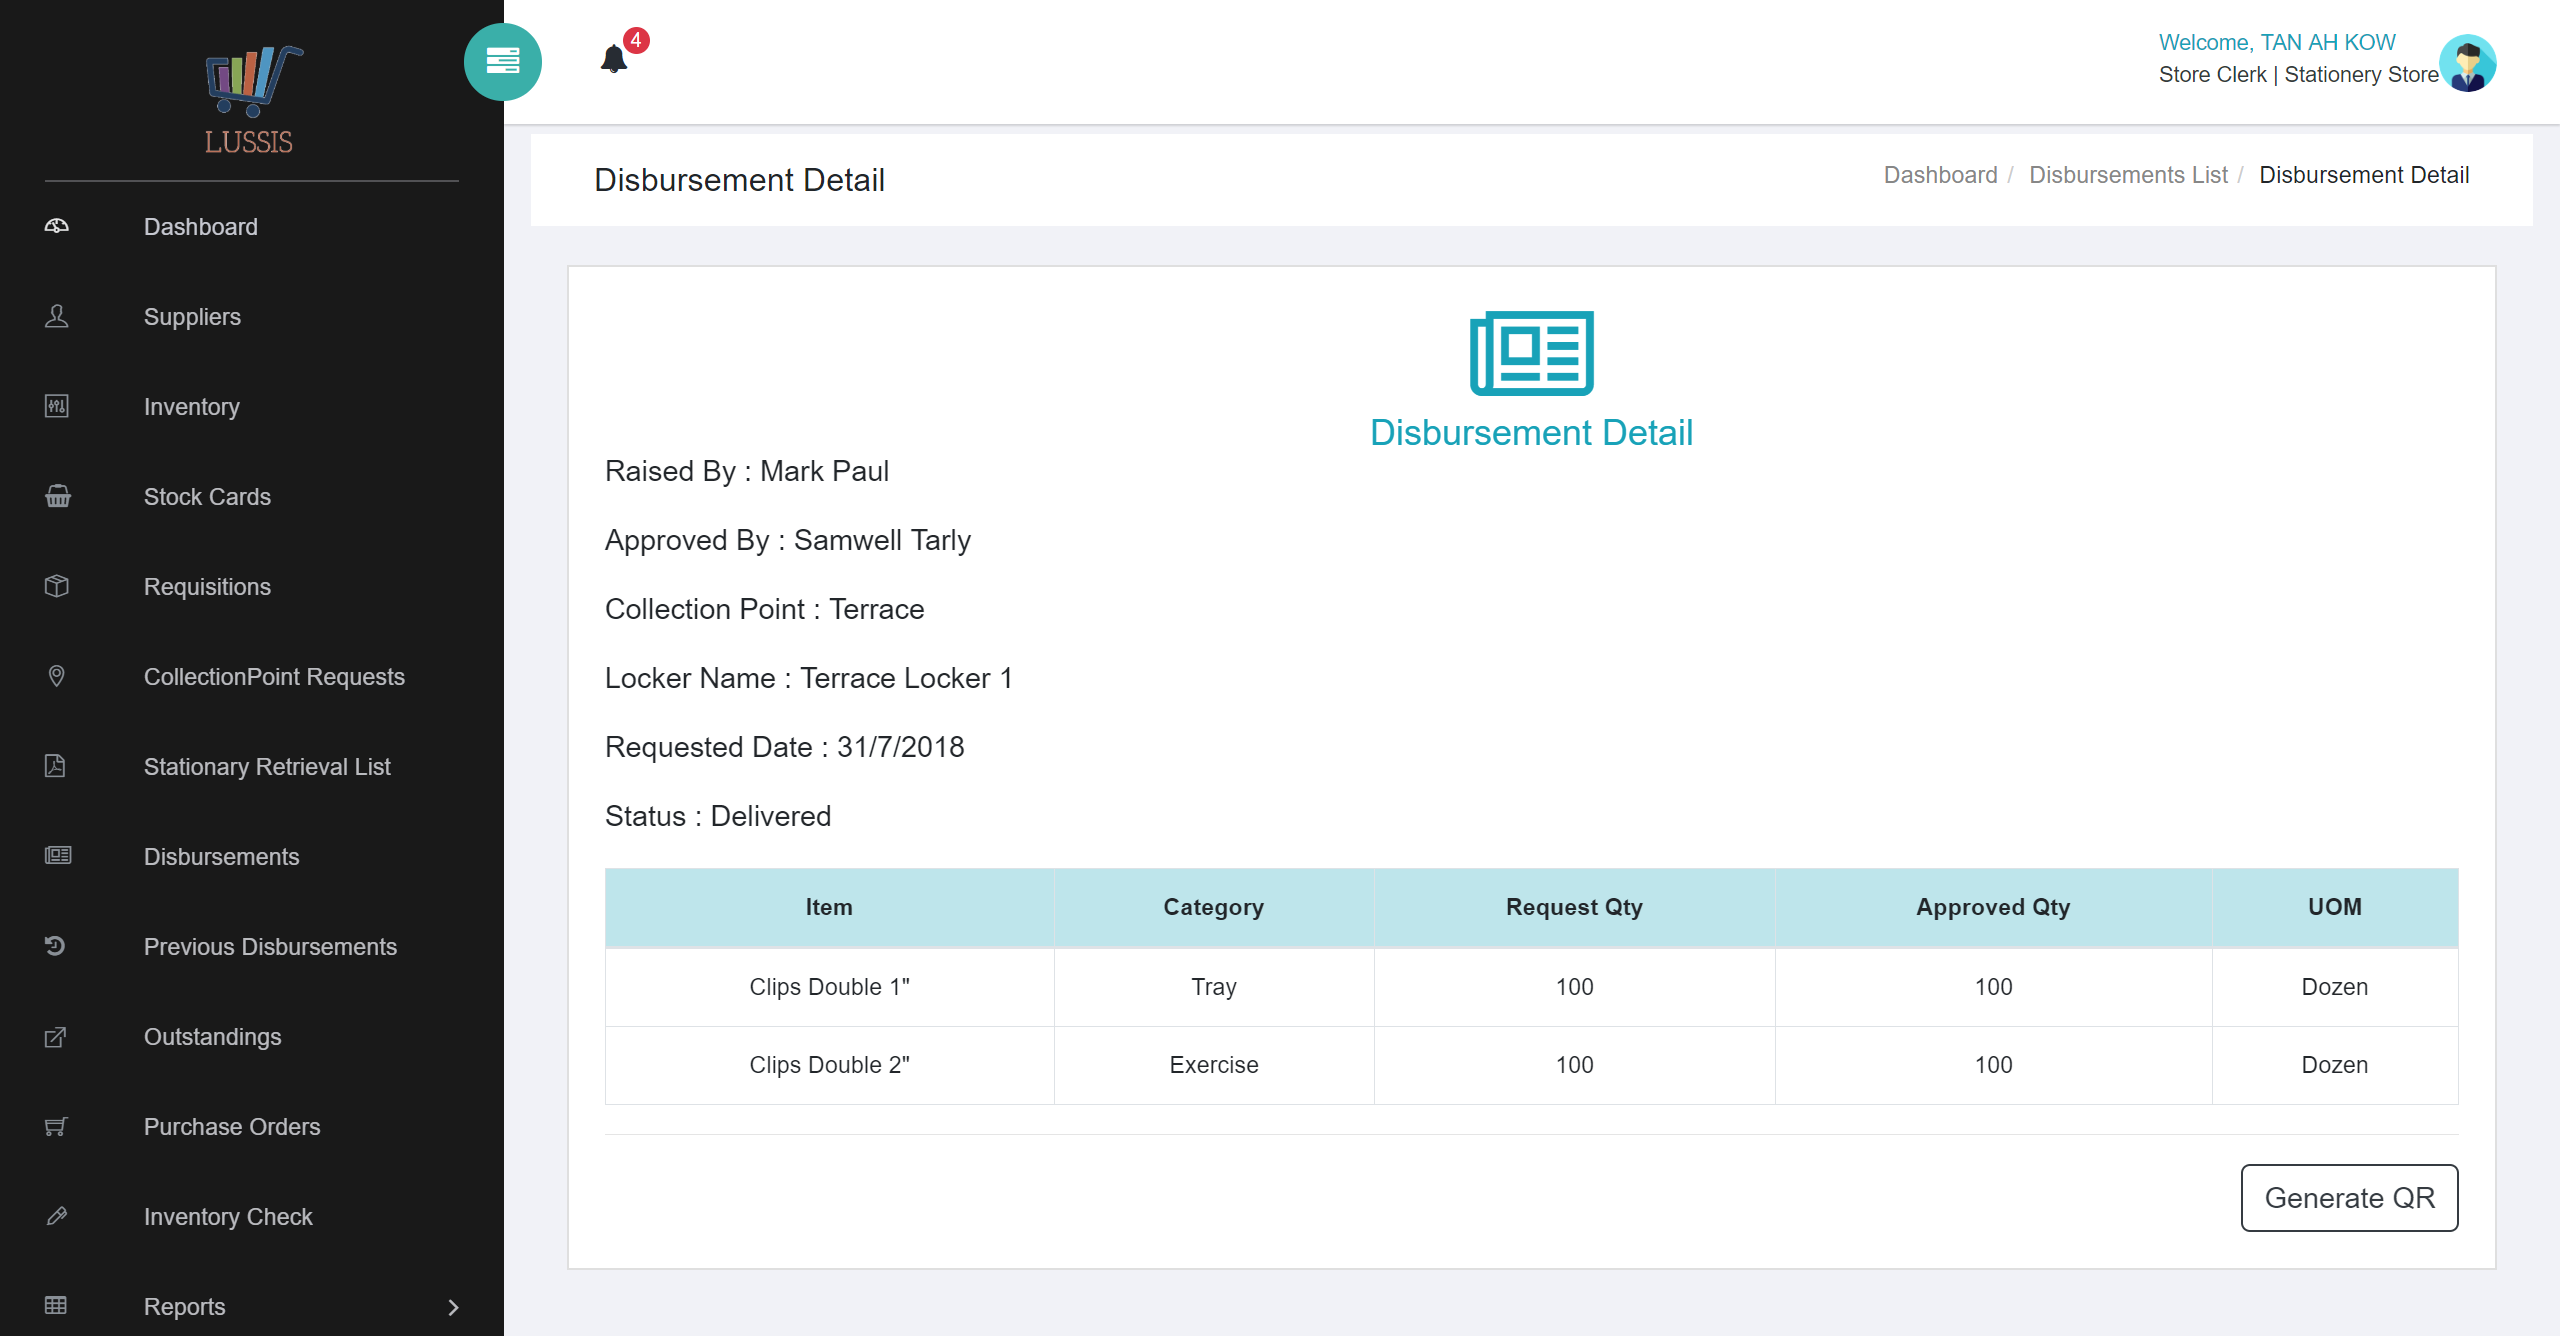 LUSSIS
Dashboard
Suppliers
Inventory
Stock Cards
Requisitions
CollectionPoint Requests
Stationary Retrieval List
Disbursements
Previous Disbursements
Outstandings
Purchase Orders
Inventory Check
Reports
4
Welcome, TAN AH KOW
Store Clerk | Stationery Store
Disbursement Detail
Dashboard / Disbursements List / Disbursement Detail
Disbursement Detail
Raised By : Mark Paul
Approved By : Samwell Tarly
Collection Point : Terrace
Locker Name : Terrace Locker 1
Requested Date : 31/7/2018
Status : Delivered
Item Category Request Qty Approved Qty UOM
Clips Double 1" Tray 100 100 Dozen
Clips Double 2" Exercise 100 100 Dozen
Generate QR